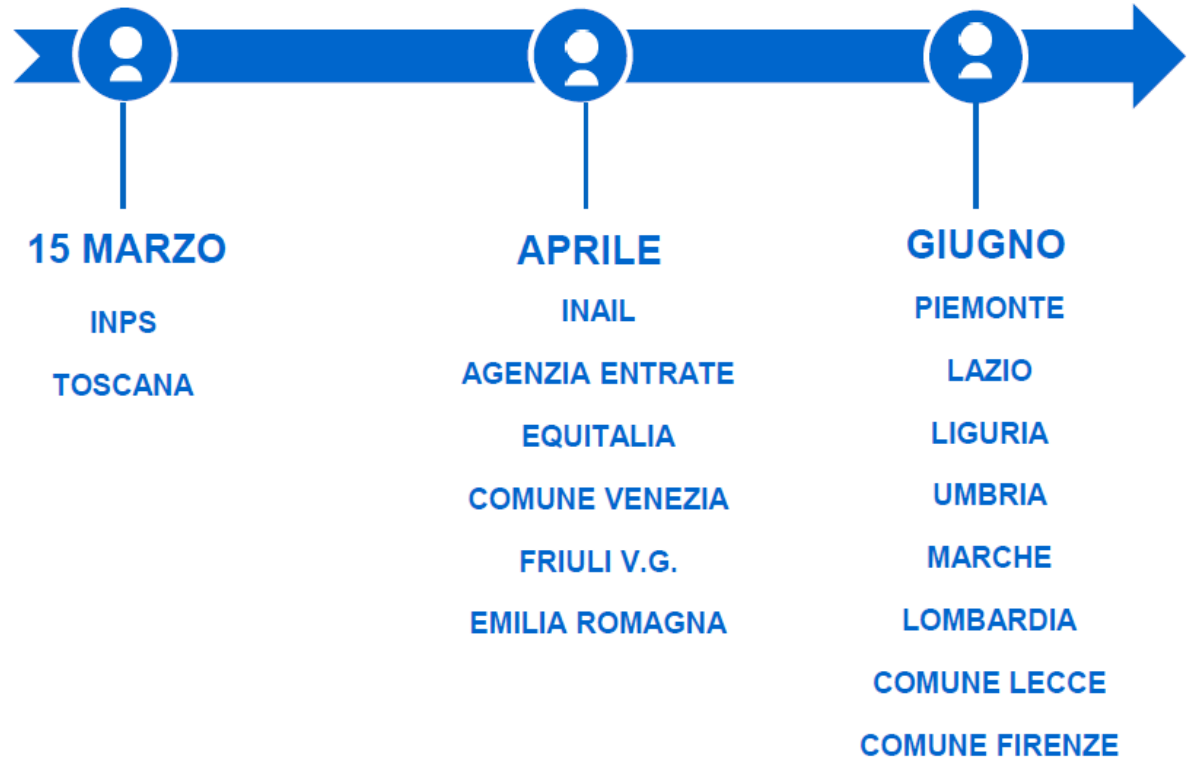 15 MARZO
INPS
TOSCANA
APRILE
INAIL
AGENZIA ENTRATE
EQUITALIA
COMUNE VENEZIA
FRIULI V.G.
EMILIA ROMAGNA
GIUGNO
PIEMONTE
LAZIO
LIGURIA
UMBRIA
MARCHE
LOMBARDIA
COMUNE LECCE
COMUNE FIRENZE